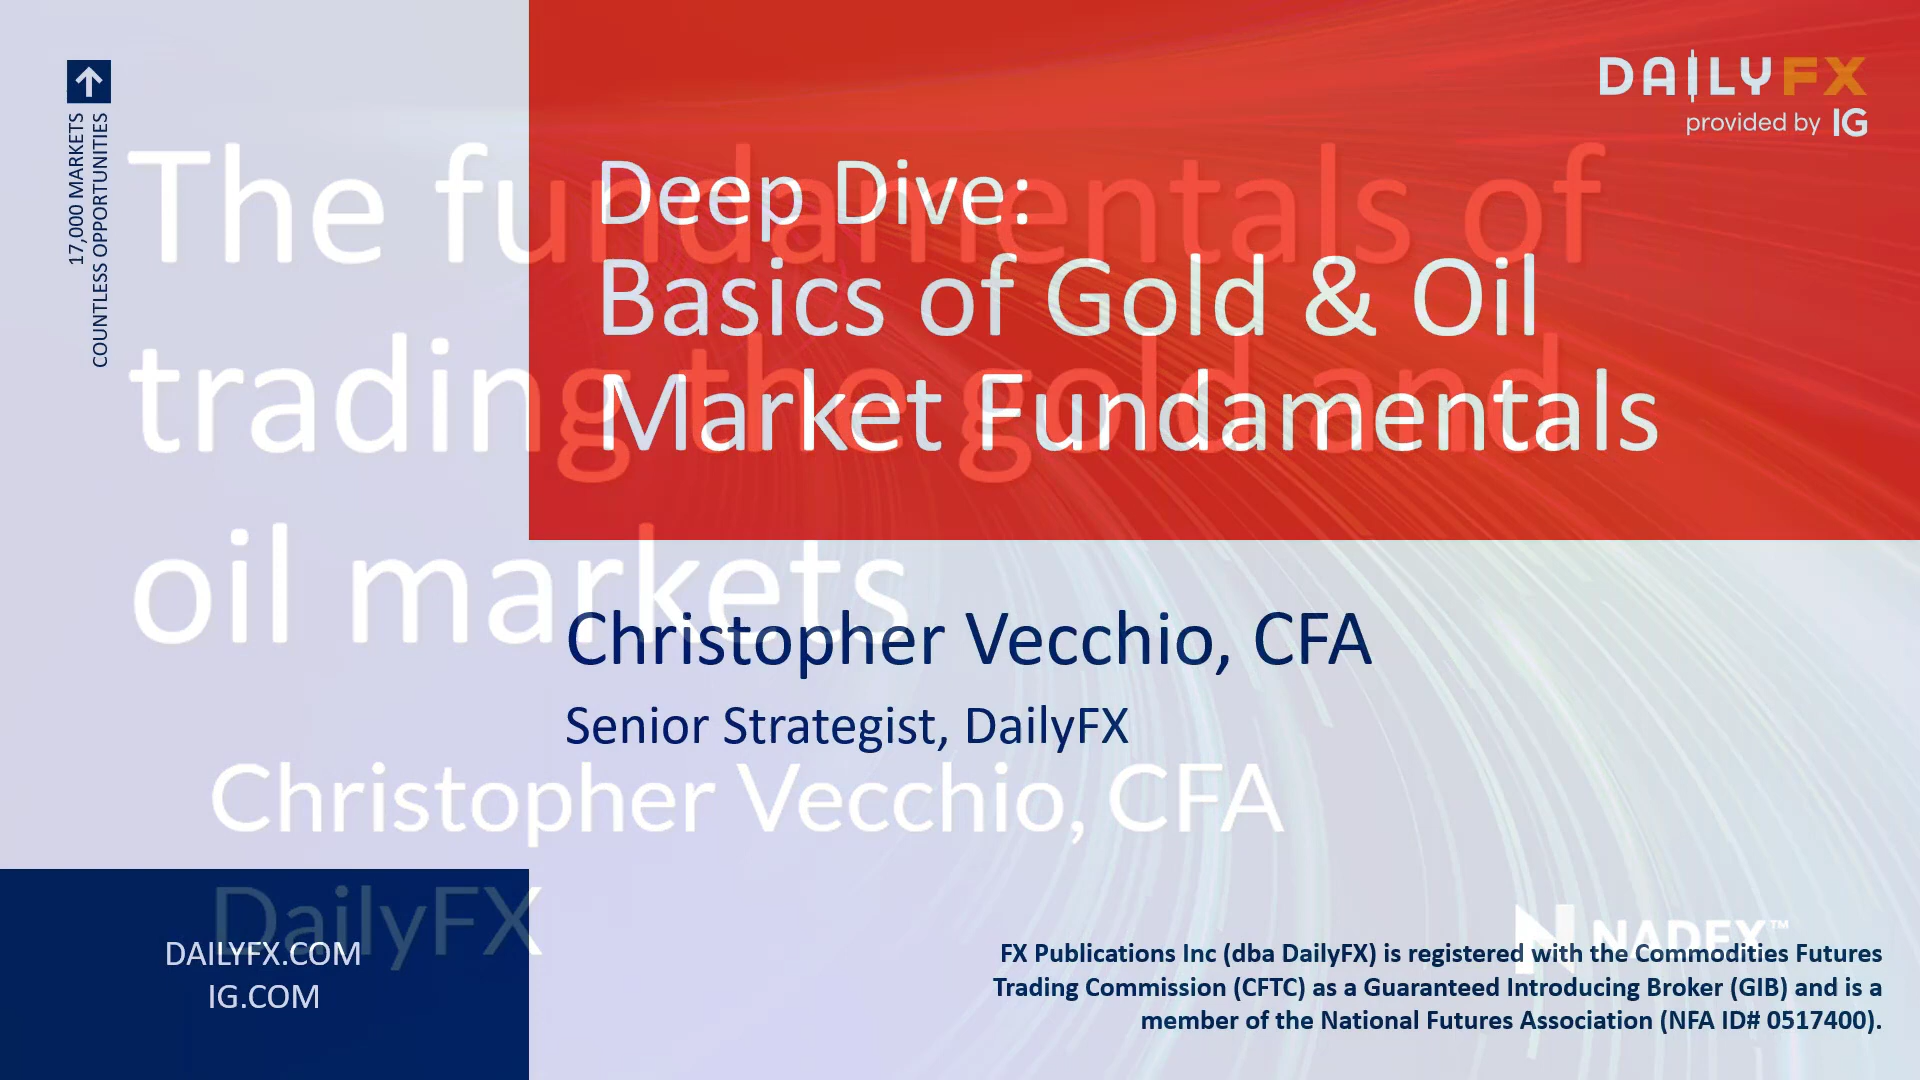 17,000 MARKETS
COUNTLESS OPPORTUNITIES
DAILYFX
provided by IG
The fundamentals of
trading the gold and
oil markets
Christopher Vecchio, CFA
DailyFX
Deep Dive:
Basics of Gold & Oil
Market Fundamentals
Christopher Vecchio, CFA
Senior Strategist, DailyFX
DAILYFX.COM
IG.COM
NADEX™
FX Publications Inc (dba DailyFX) is registered with the Commodities Futures
Trading Commission (CFTC) as a Guaranteed Introducing Broker (GIB) and is a
member of the National Futures Association (NFA ID# 0517400).